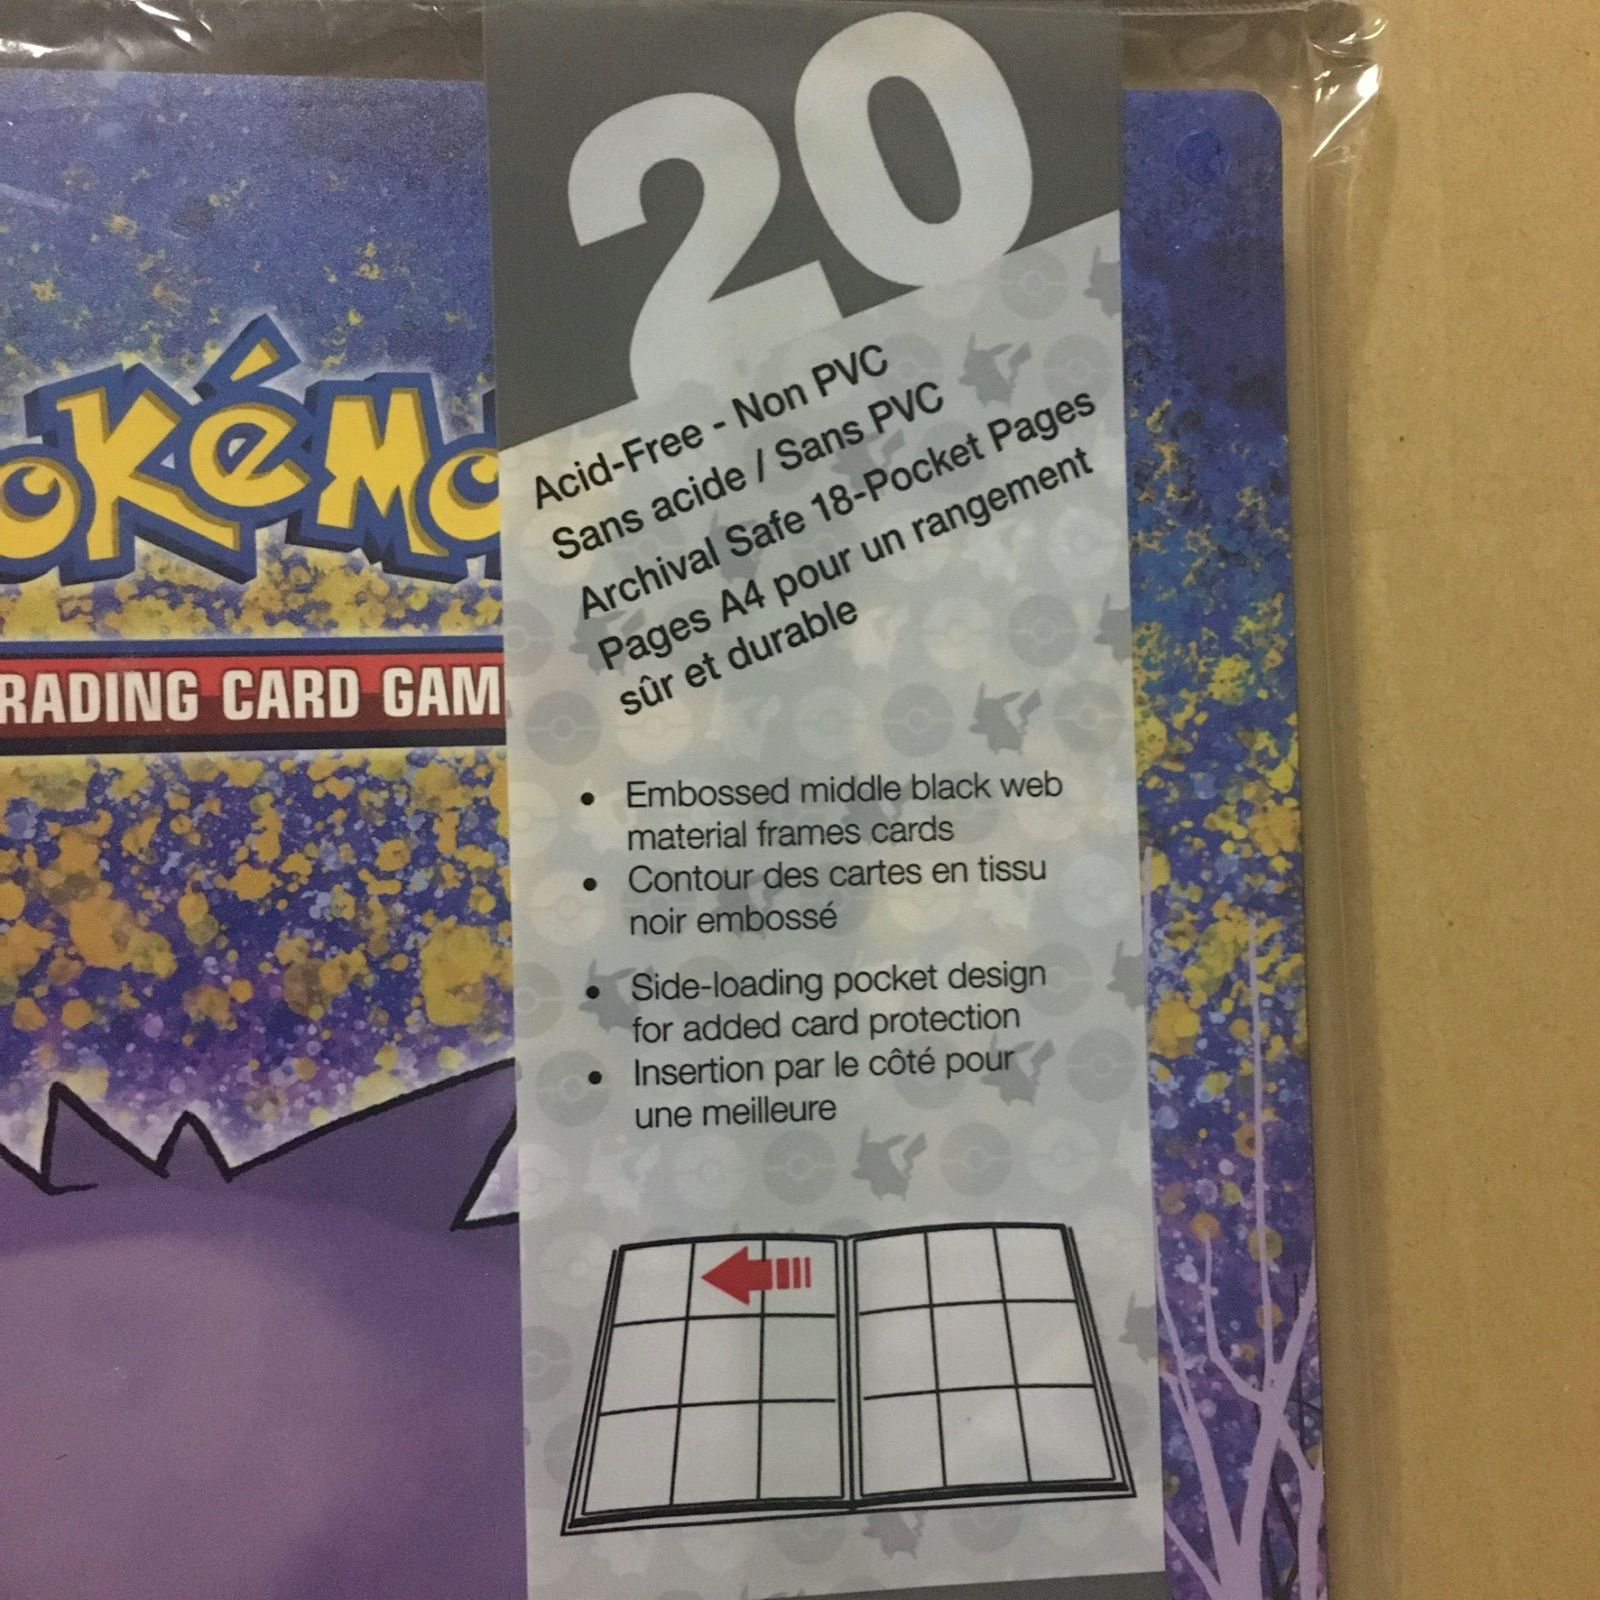 20
Acid-Free - Non PVC
Sans acide / Sans PVC
Archival Safe 18-Pocket Pages
Pages A4 pour un rangement
sûr et durable
OKéMO
RADING CARD GAM
• Embossed middle black web
material frames cards
• Contour des cartes en tissu
noir embossé
• Side-loading pocket design
for added card protection
• Insertion par le côté pour
une meilleure